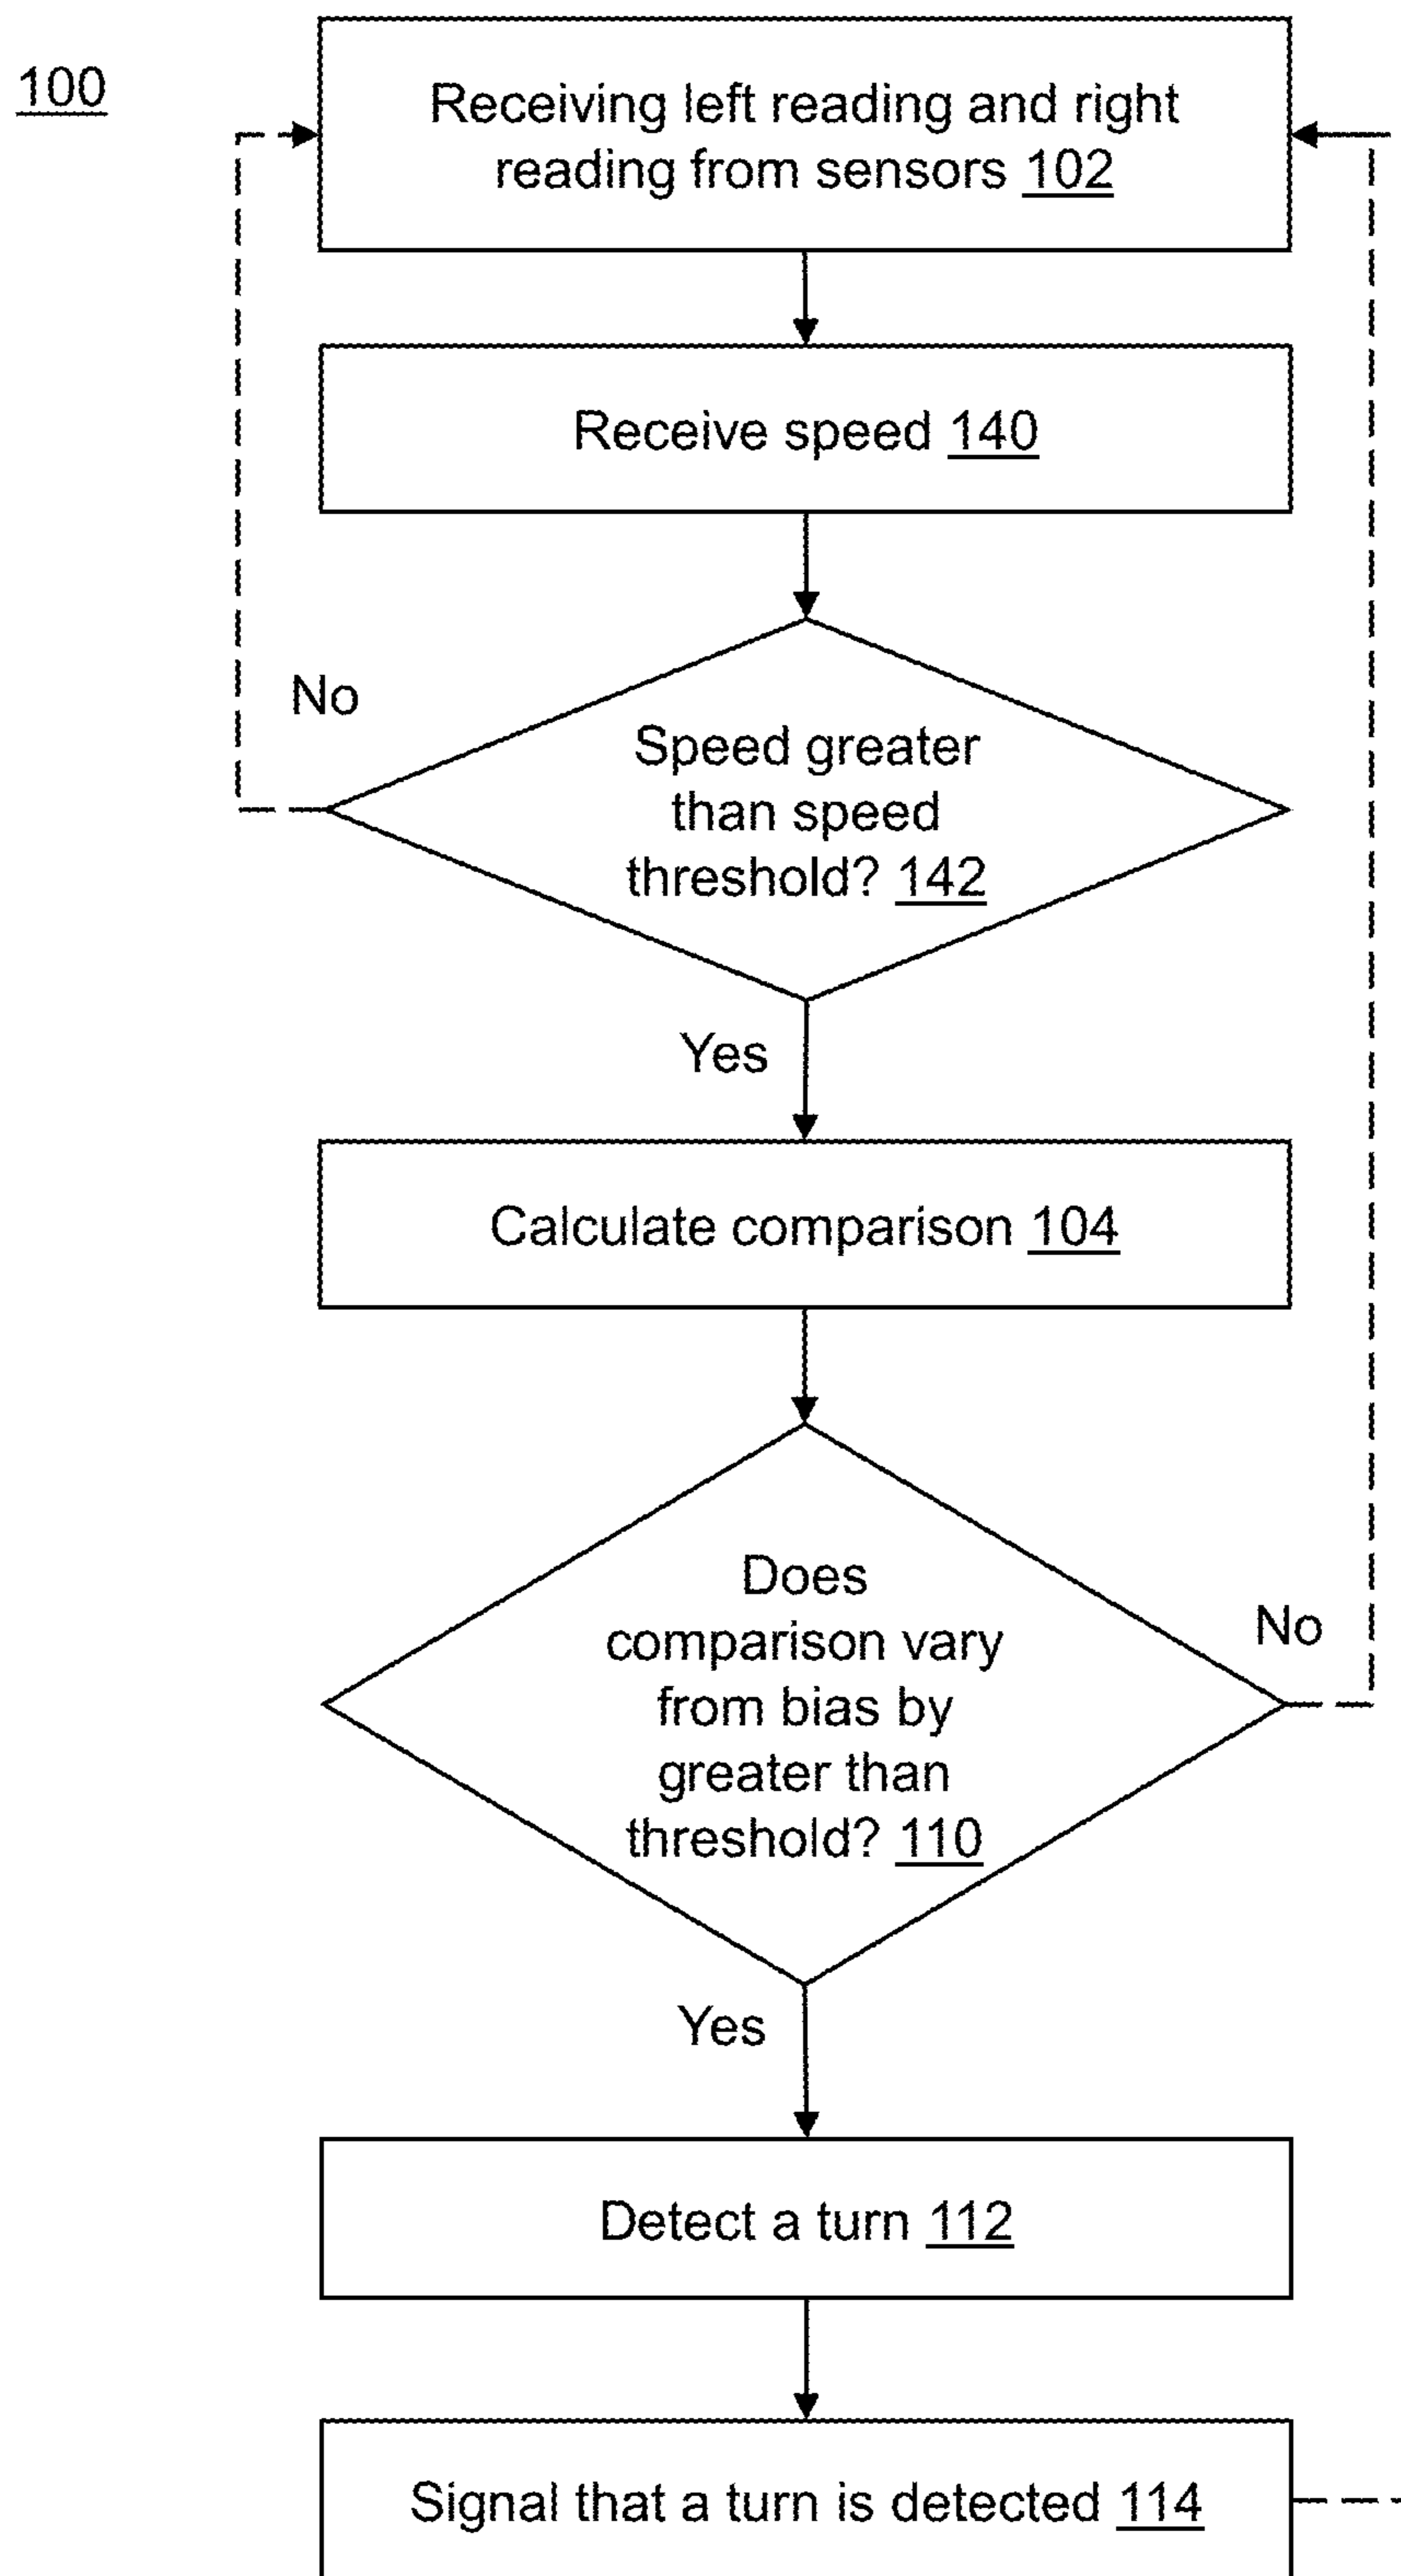 100
Receiving left reading and right
reading from sensors 102
Receive speed 140
No
Speed greater
than speed
threshold? 142
Yes
Calculate comparison 104
Does
comparison vary
from bias by
greater than
threshold? 110
No
Yes
Detect a turn 112
Signal that a turn is detected 114